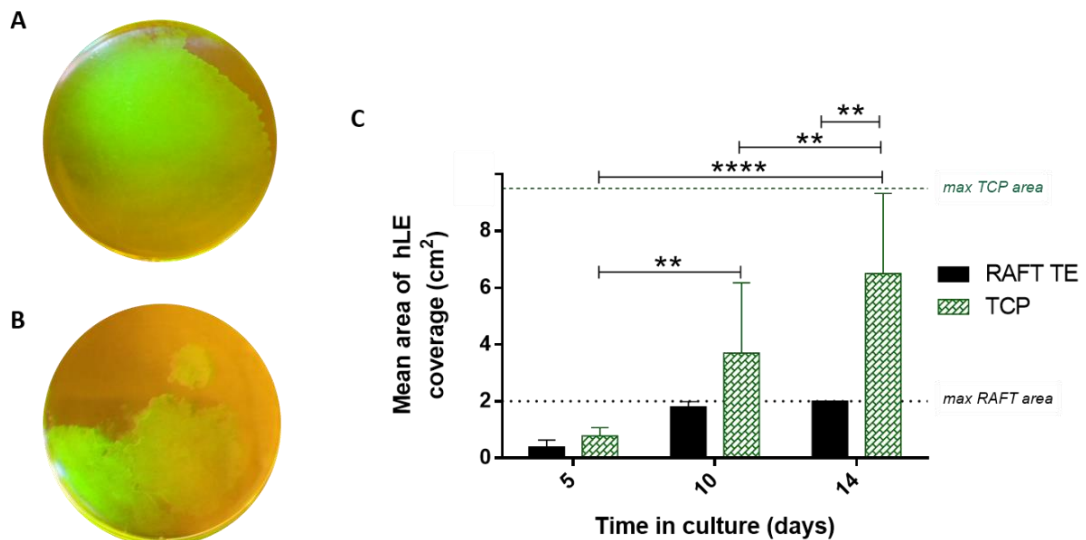 A
B
C
**
**
****
**
max TCP area
max RAFT area
RAFT TE
TCP
Mean area of hLE
coverage (cm²)
8
6
4
2
0
5
10
14
Time in culture (days)